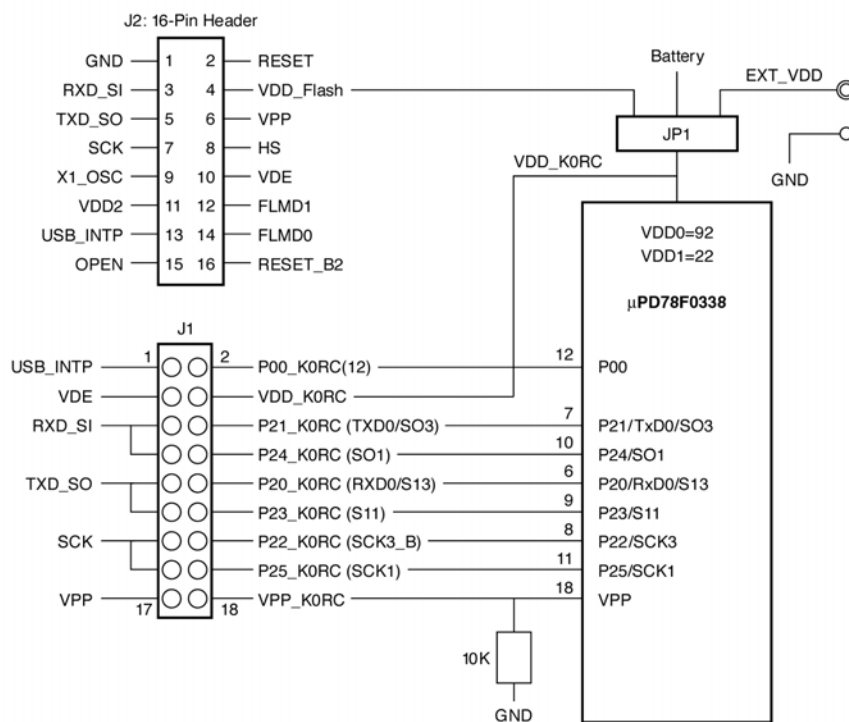 J2: 16-Pin Header
GND 1 2 RESET
RXD_SI 3 4 VDD_Flash
TXD_SO 5 6 VPP
SCK 7 8 HS
X1_OSC 9 10 VDE
VDD2 11 12 FLMD1
USB_INTP 13 14 FLMD0
OPEN 15 16 RESET_B2
Battery
EXT_VDD
JP1
VDD_K0RC
GND
VDD0=92
VDD1=22
µPD78F0338
J1
USB_INTP 1 2 P00_K0RC(12) 12 P00
VDE VDD_K0RC
RXD_SI P21_K0RC (TXD0/SO3) 7 P21/TxD0/SO3
P24_K0RC (SO1) 10 P24/SO1
TXD_SO P20_K0RC (RXD0/S13) 6 P20/RxD0/S13
P23_K0RC (S11) 9 P23/S11
SCK P22_K0RC (SCK3_B) 8 P22/SCK3
P25_K0RC (SCK1) 11 P25/SCK1
VPP 17 18 VPP_K0RC 18 VPP
10K
GND